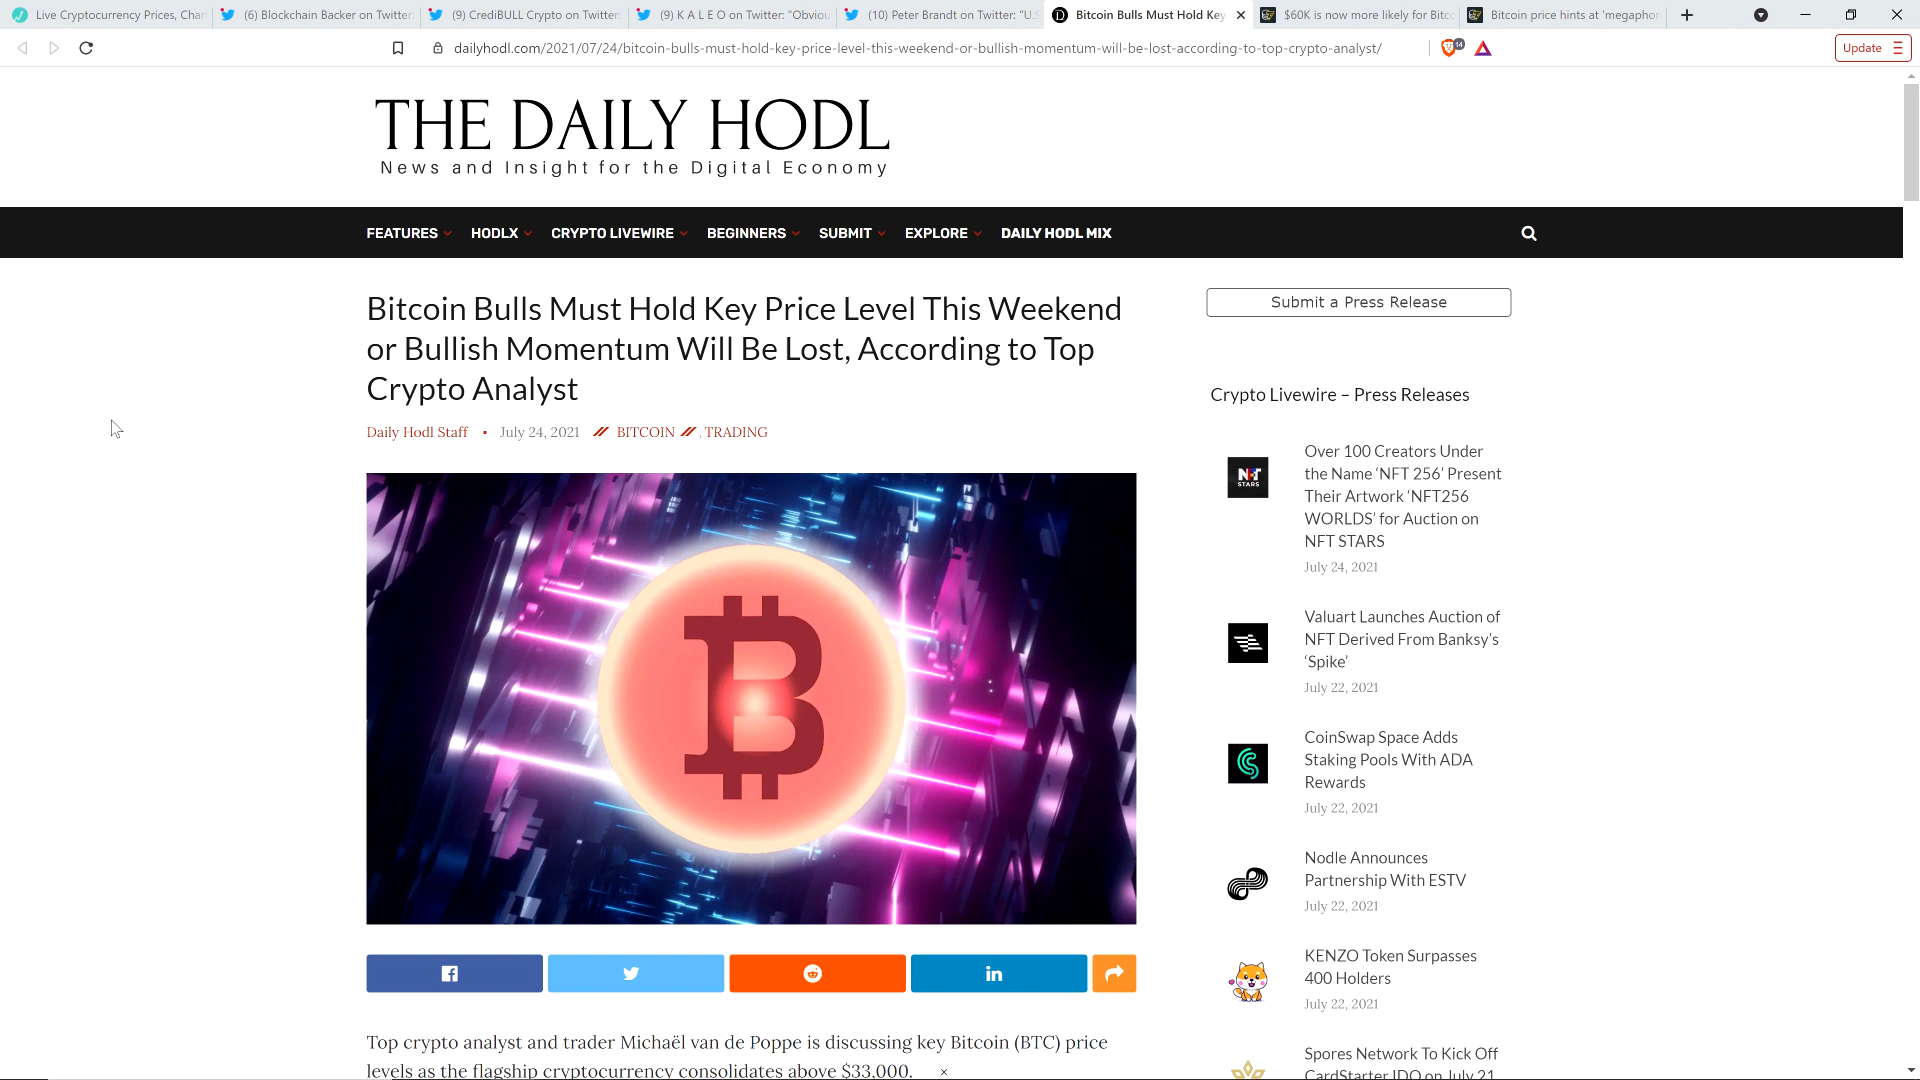 Live Cryptocurrency Prices, Char
(6) Blockchain Backer on Twitter
(9) CrediBULL Crypto on Twitter
(9) K A L E O on Twitter: "Obviou
(10) Peter Brandt on Twitter: "U.S
Bitcoin Bulls Must Hold Key
$60K is now more likely for Bitc
Bitcoin price hints at 'megaphon
dailyhodl.com/2021/07/24/bitcoin-bulls-must-hold-key-price-level-this-weekend-or-bullish-momentum-will-be-lost-according-to-top-crypto-analyst/
14
Update
THE DAILY HODL
News and Insight for the Digital Economy
FEATURES HODLX CRYPTO LIVEWIRE BEGINNERS SUBMIT EXPLORE DAILY HODL MIX
Bitcoin Bulls Must Hold Key Price Level This Weekend
or Bullish Momentum Will Be Lost, According to Top
Crypto Analyst
Daily Hodl Staff • July 24, 2021 BITCOIN , TRADING
Top crypto analyst and trader Michaël van de Poppe is discussing key Bitcoin (BTC) price
levels as the flagship cryptocurrency consolidates above $33,000.
Submit a Press Release
Crypto Livewire – Press Releases
NFT
STARS
Over 100 Creators Under
the Name ‘NFT 256’ Present
Their Artwork ‘NFT256
WORLDS’ for Auction on
NFT STARS
July 24, 2021
Valuart Launches Auction of
NFT Derived From Banksy’s
‘Spike’
July 22, 2021
CoinSwap Space Adds
Staking Pools With ADA
Rewards
July 22, 2021
Nodle Announces
Partnership With ESTV
July 22, 2021
KENZO Token Surpasses
400 Holders
July 22, 2021
Spores Network To Kick Off
CardStarter IDO on July 21